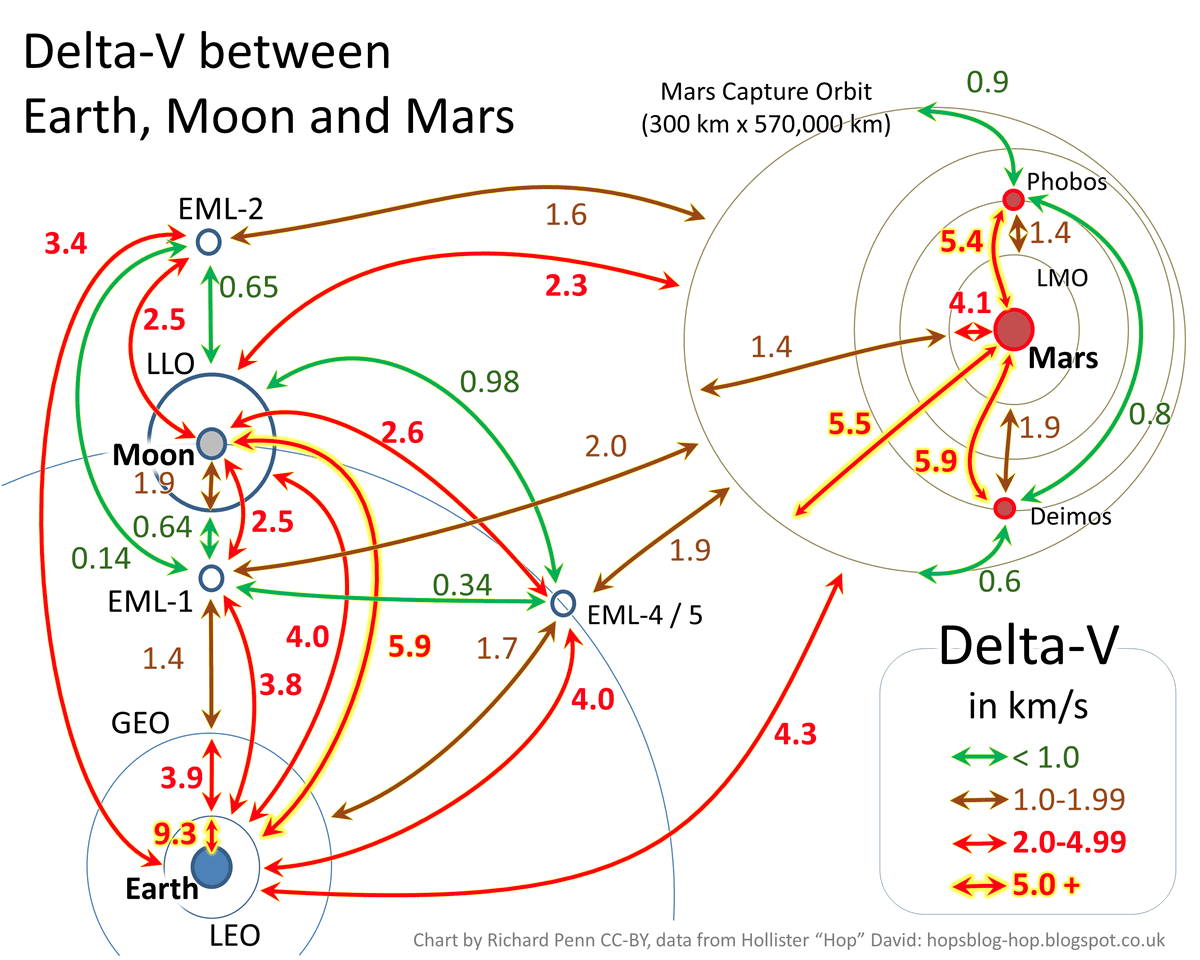 Delta-V between
Earth, Moon and Mars
Mars Capture Orbit
(300 km x 570,000 km)
0.9
Phobos
EML-2
3.4
1.6
5.4
1.4
0.65
2.3
LMO
4.1
2.5
LLO
1.4
Mars
0.98
0.8
5.5
1.9
2.6
Moon
2.0
5.9
1.9
0.64
2.5
Deimos
0.14
1.9
0.34
0.6
EML-1
EML-4 / 5
4.0
5.9
1.7
1.4
3.8
4.0
GEO
4.3
3.9
9.3
Earth
LEO
Delta-V
in km/s
< 1.0
1.0-1.99
2.0-4.99
5.0 +
Chart by Richard Penn CC-BY, data from Hollister “Hop” David: hopsblog-hop.blogspot.co.uk